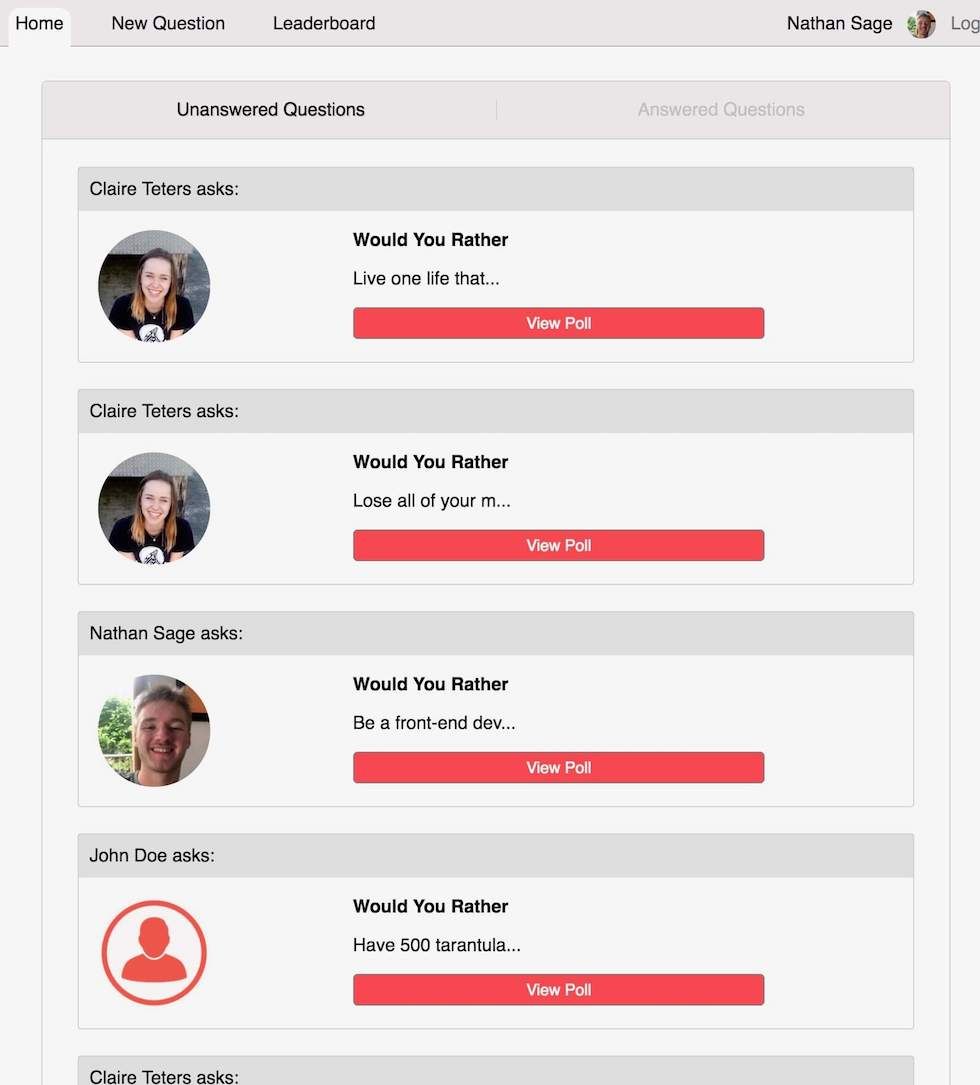 Home New Question Leaderboard Nathan Sage Log
Unanswered Questions Answered Questions
Claire Teters asks:
Would You Rather
Live one life that...
View Poll
Claire Teters asks:
Would You Rather
Lose all of your m...
View Poll
Nathan Sage asks:
Would You Rather
Be a front-end dev...
View Poll
John Doe asks:
Would You Rather
Have 500 tarantula...
View Poll
Claire Teters asks: